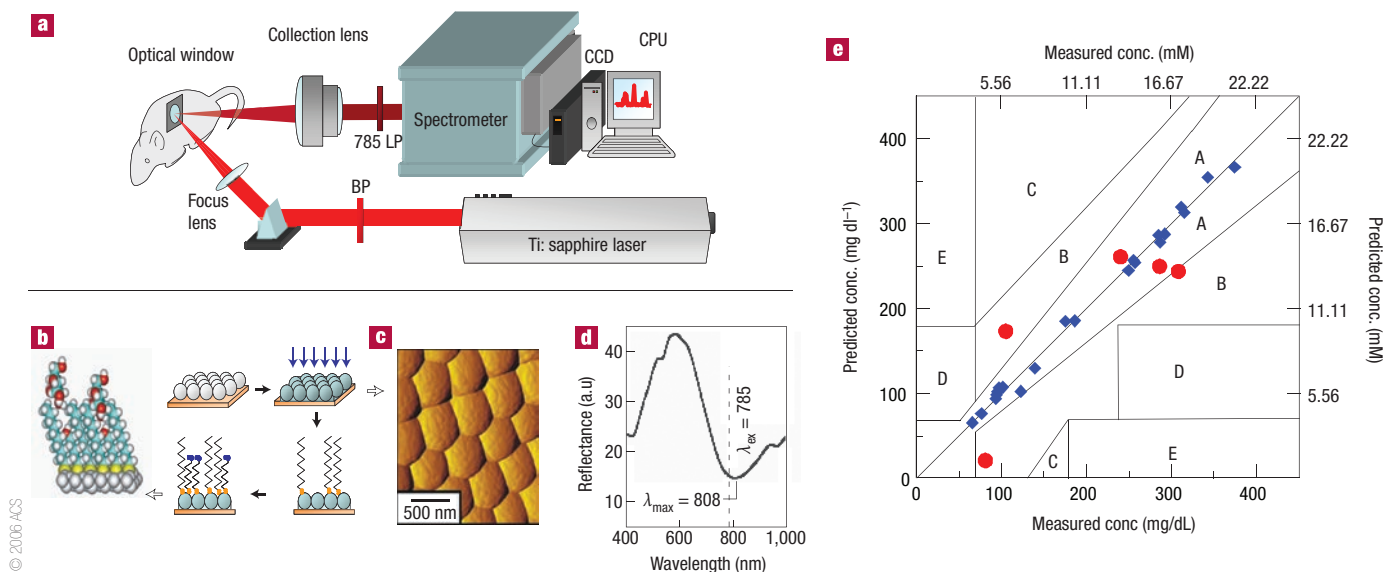 a
Optical window
Collection lens
785 LP
Spectrometer
CCD
CPU
Focus
lens
BP
Ti: sapphire laser
b
c
500 nm
d
Reflectance (a.u)
40
30
20
10
λex = 785
λmax = 808
400 600 800 1,000
Wavelength (nm)
e
Measured conc. (mM)
5.56 11.11 16.67 22.22
Predicted conc. (mg dl–1)
400
300
200
100
0
E
D
C
B
A
A
B
D
C
E
22.22
16.67
11.11
5.56
Predicted conc.
(mM)
0 100 200 300 400
Measured conc (mg/dL)
© 2006 ACS